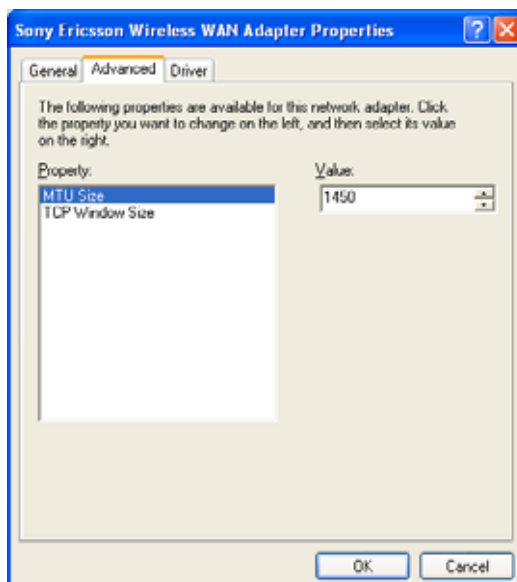 Sony Ericsson Wireless WAN Adapter Properties
General
Advanced
Driver
The following properties are available for this network adapter. Click
the property you want to change on the left, and then select its value
on the right.
Property:
Value:
MTU Size
1450
TCP Window Size
OK
Cancel